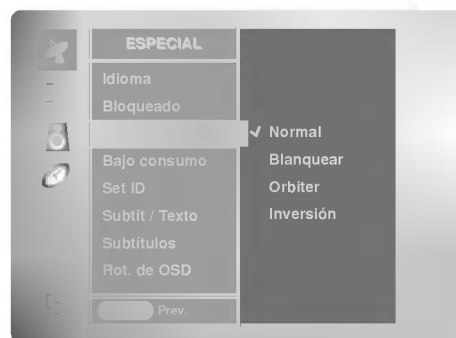 ESPECIAL
Idioma
Bloqueado
Bajo consumo
Set ID
Subtít / Texto
Subtítulos
Rot. de OSD
Prev.
✓ Normal
Blanquear
Orbiter
Inversión